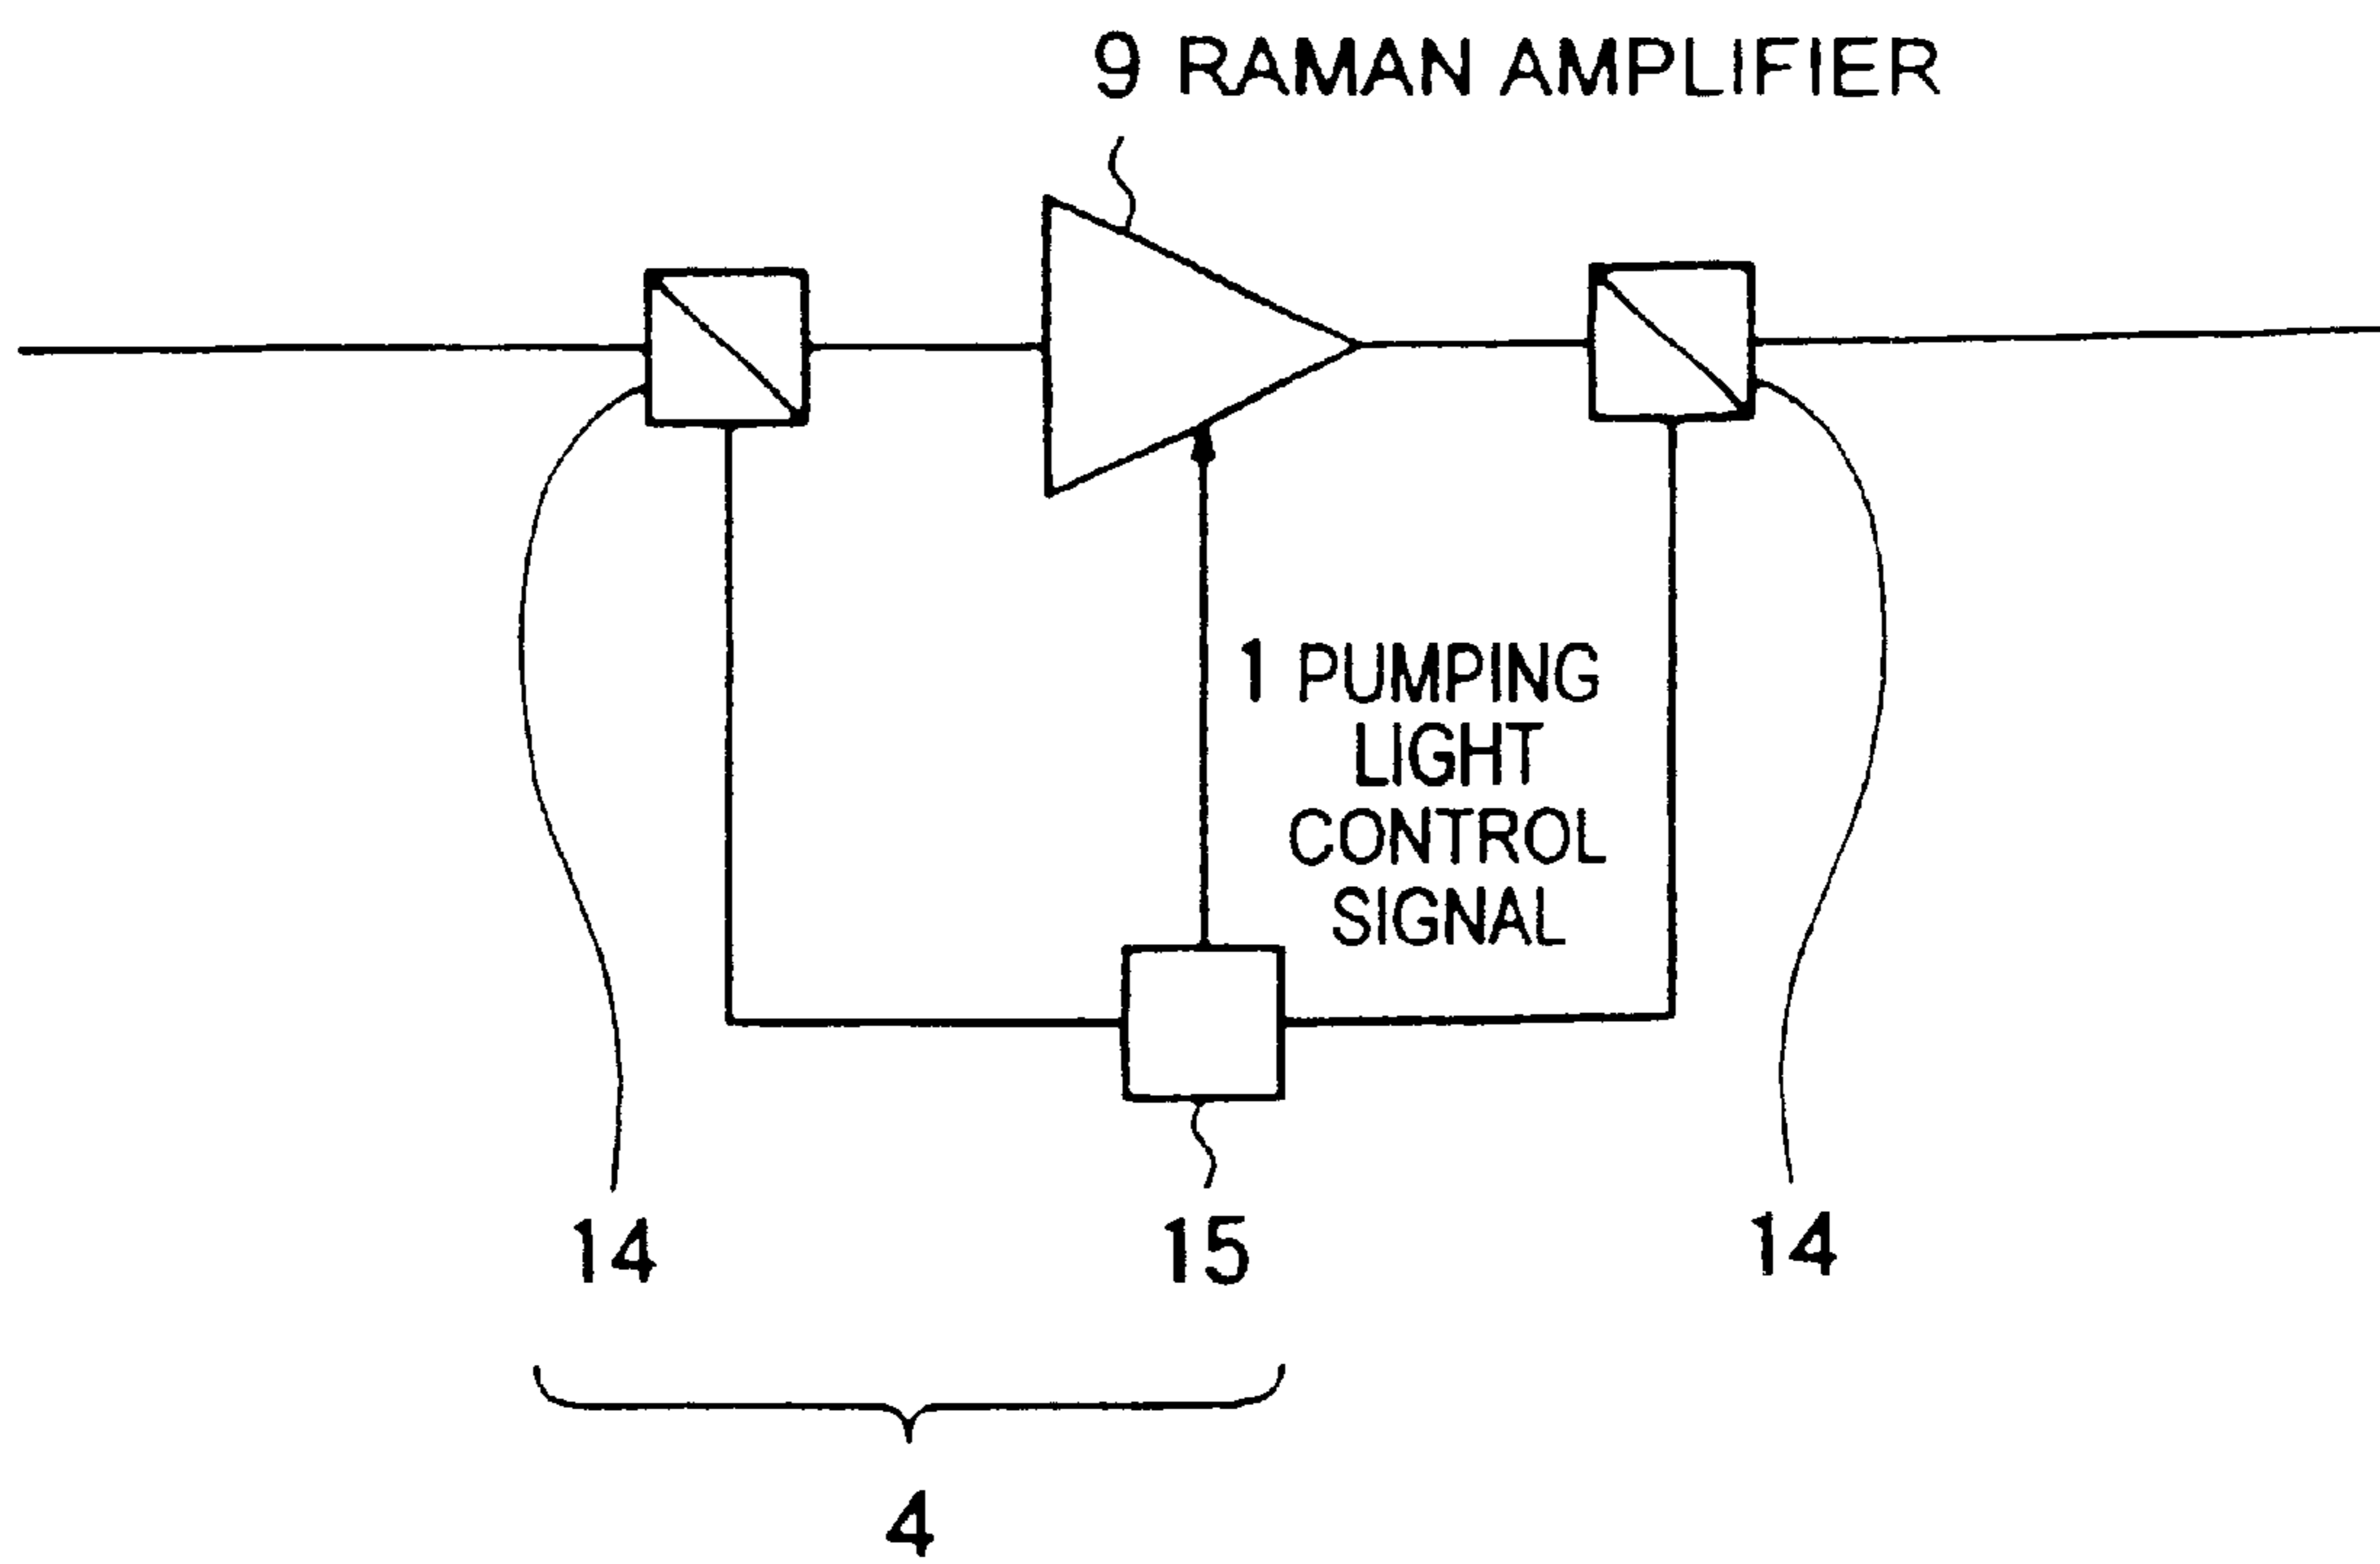 9 RAMAN AMPLIFIER
1 PUMPING
LIGHT
CONTROL
SIGNAL
14
15
14
4